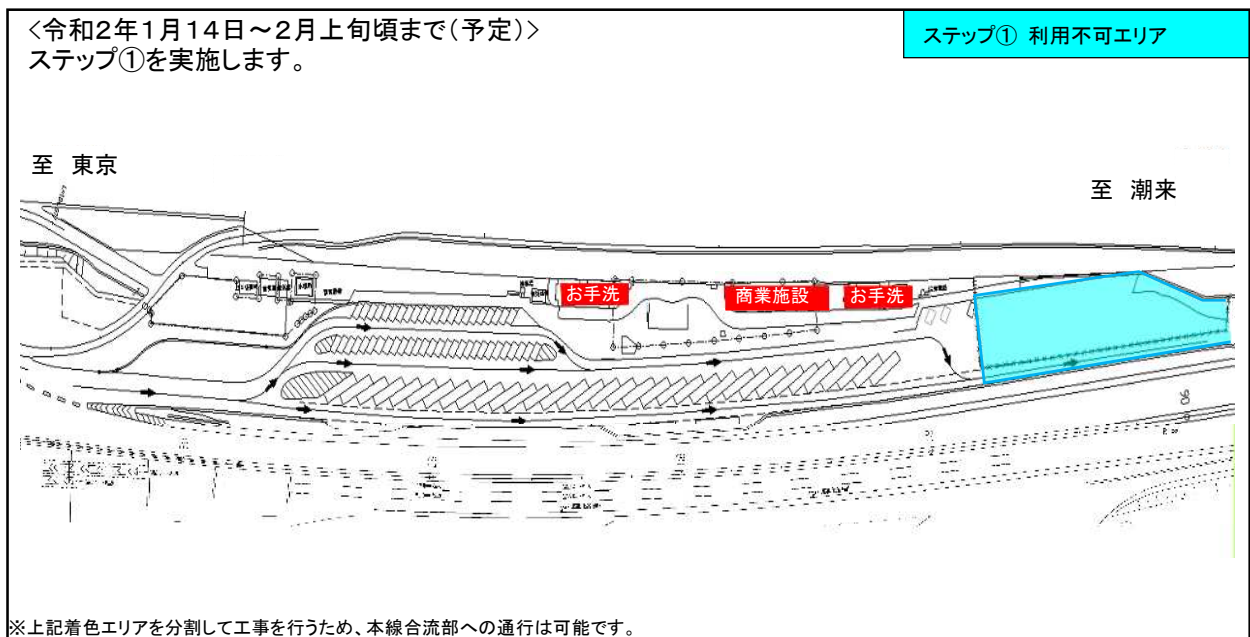 <令和2年1月14日～2月上旬頃まで(予定)>
ステップ①を実施します。
ステップ① 利用不可エリア
至 東京
至 潮来
お手洗
商業施設
お手洗
※上記着色エリアを分割して工事を行うため、本線合流部への通行は可能です。